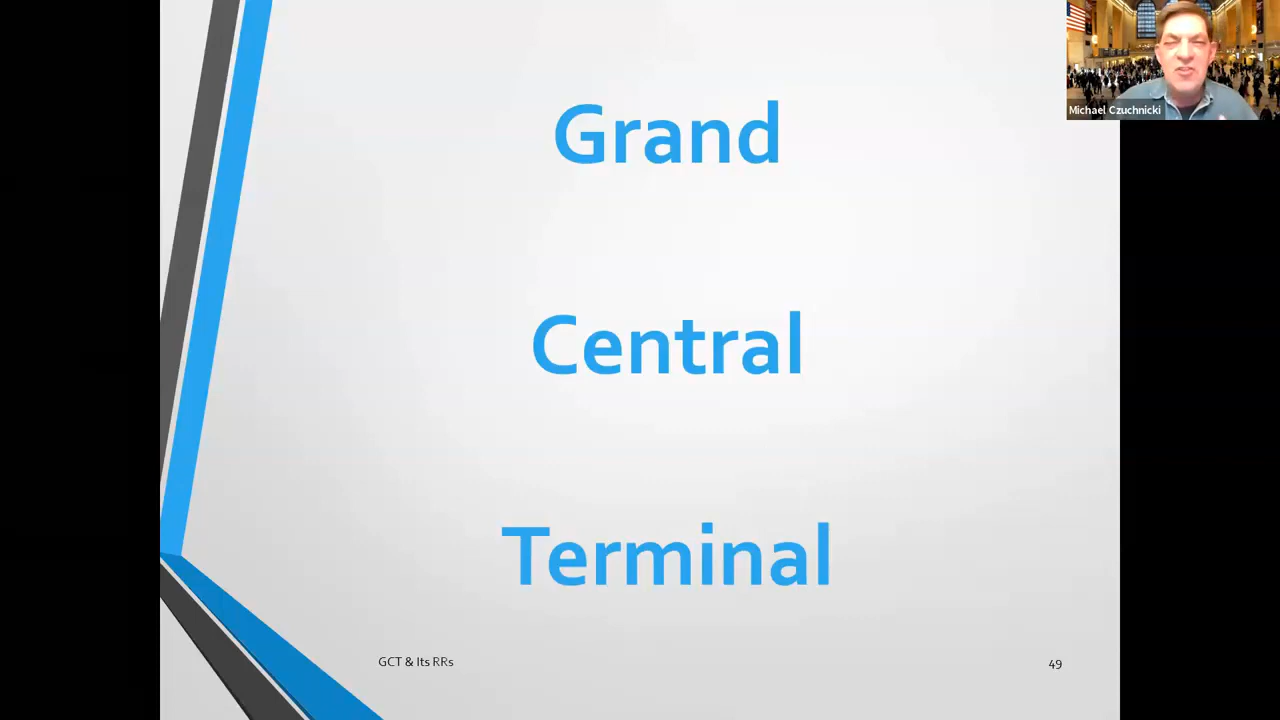 Michael Czuchnicki
Grand
Central
Terminal
GCT & Its RRs
49